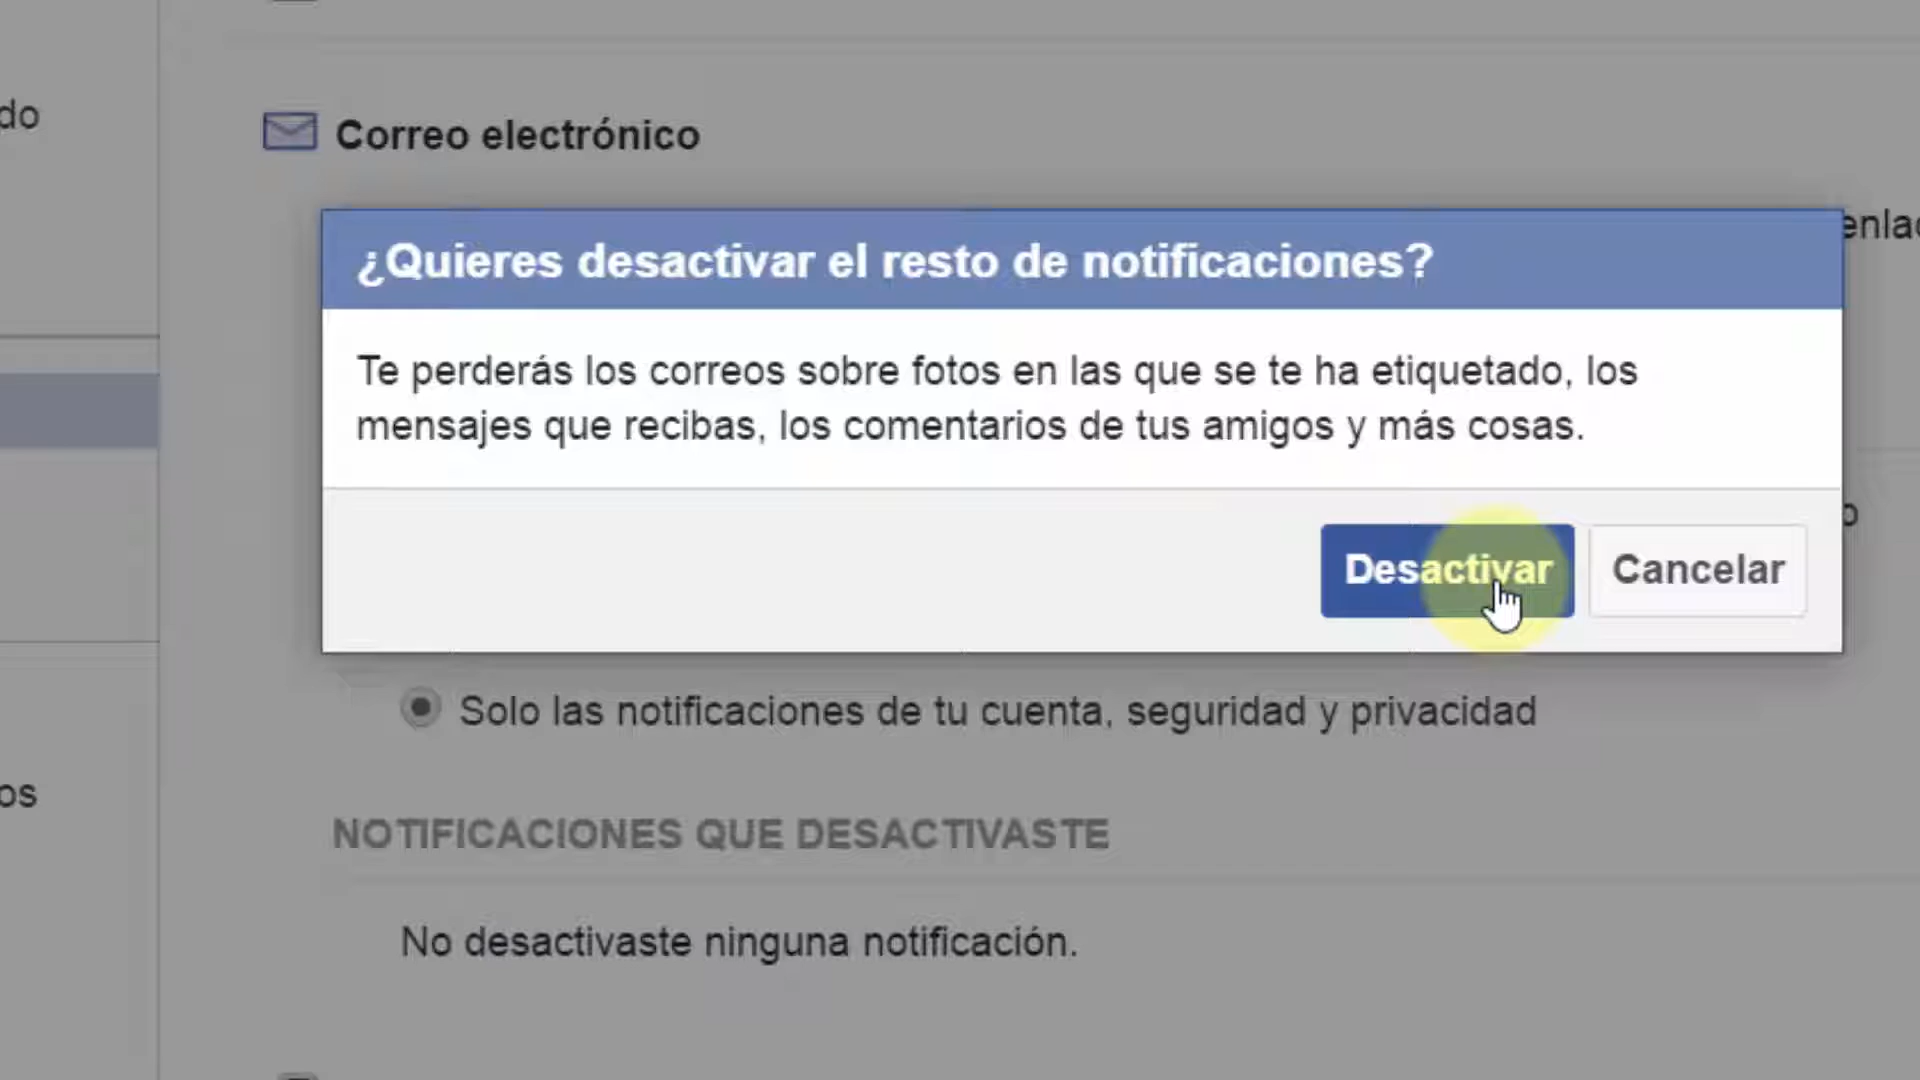 do
Correo electrónico
¿Quieres desactivar el resto de notificaciones?
Te perderás los correos sobre fotos en las que se te ha etiquetado, los
mensajes que recibas, los comentarios de tus amigos y más cosas.
Desactivar
Cancelar
Solo las notificaciones de tu cuenta, seguridad y privacidad
os
NOTIFICACIONES QUE DESACTIVASTE
No desactivaste ninguna notificación.